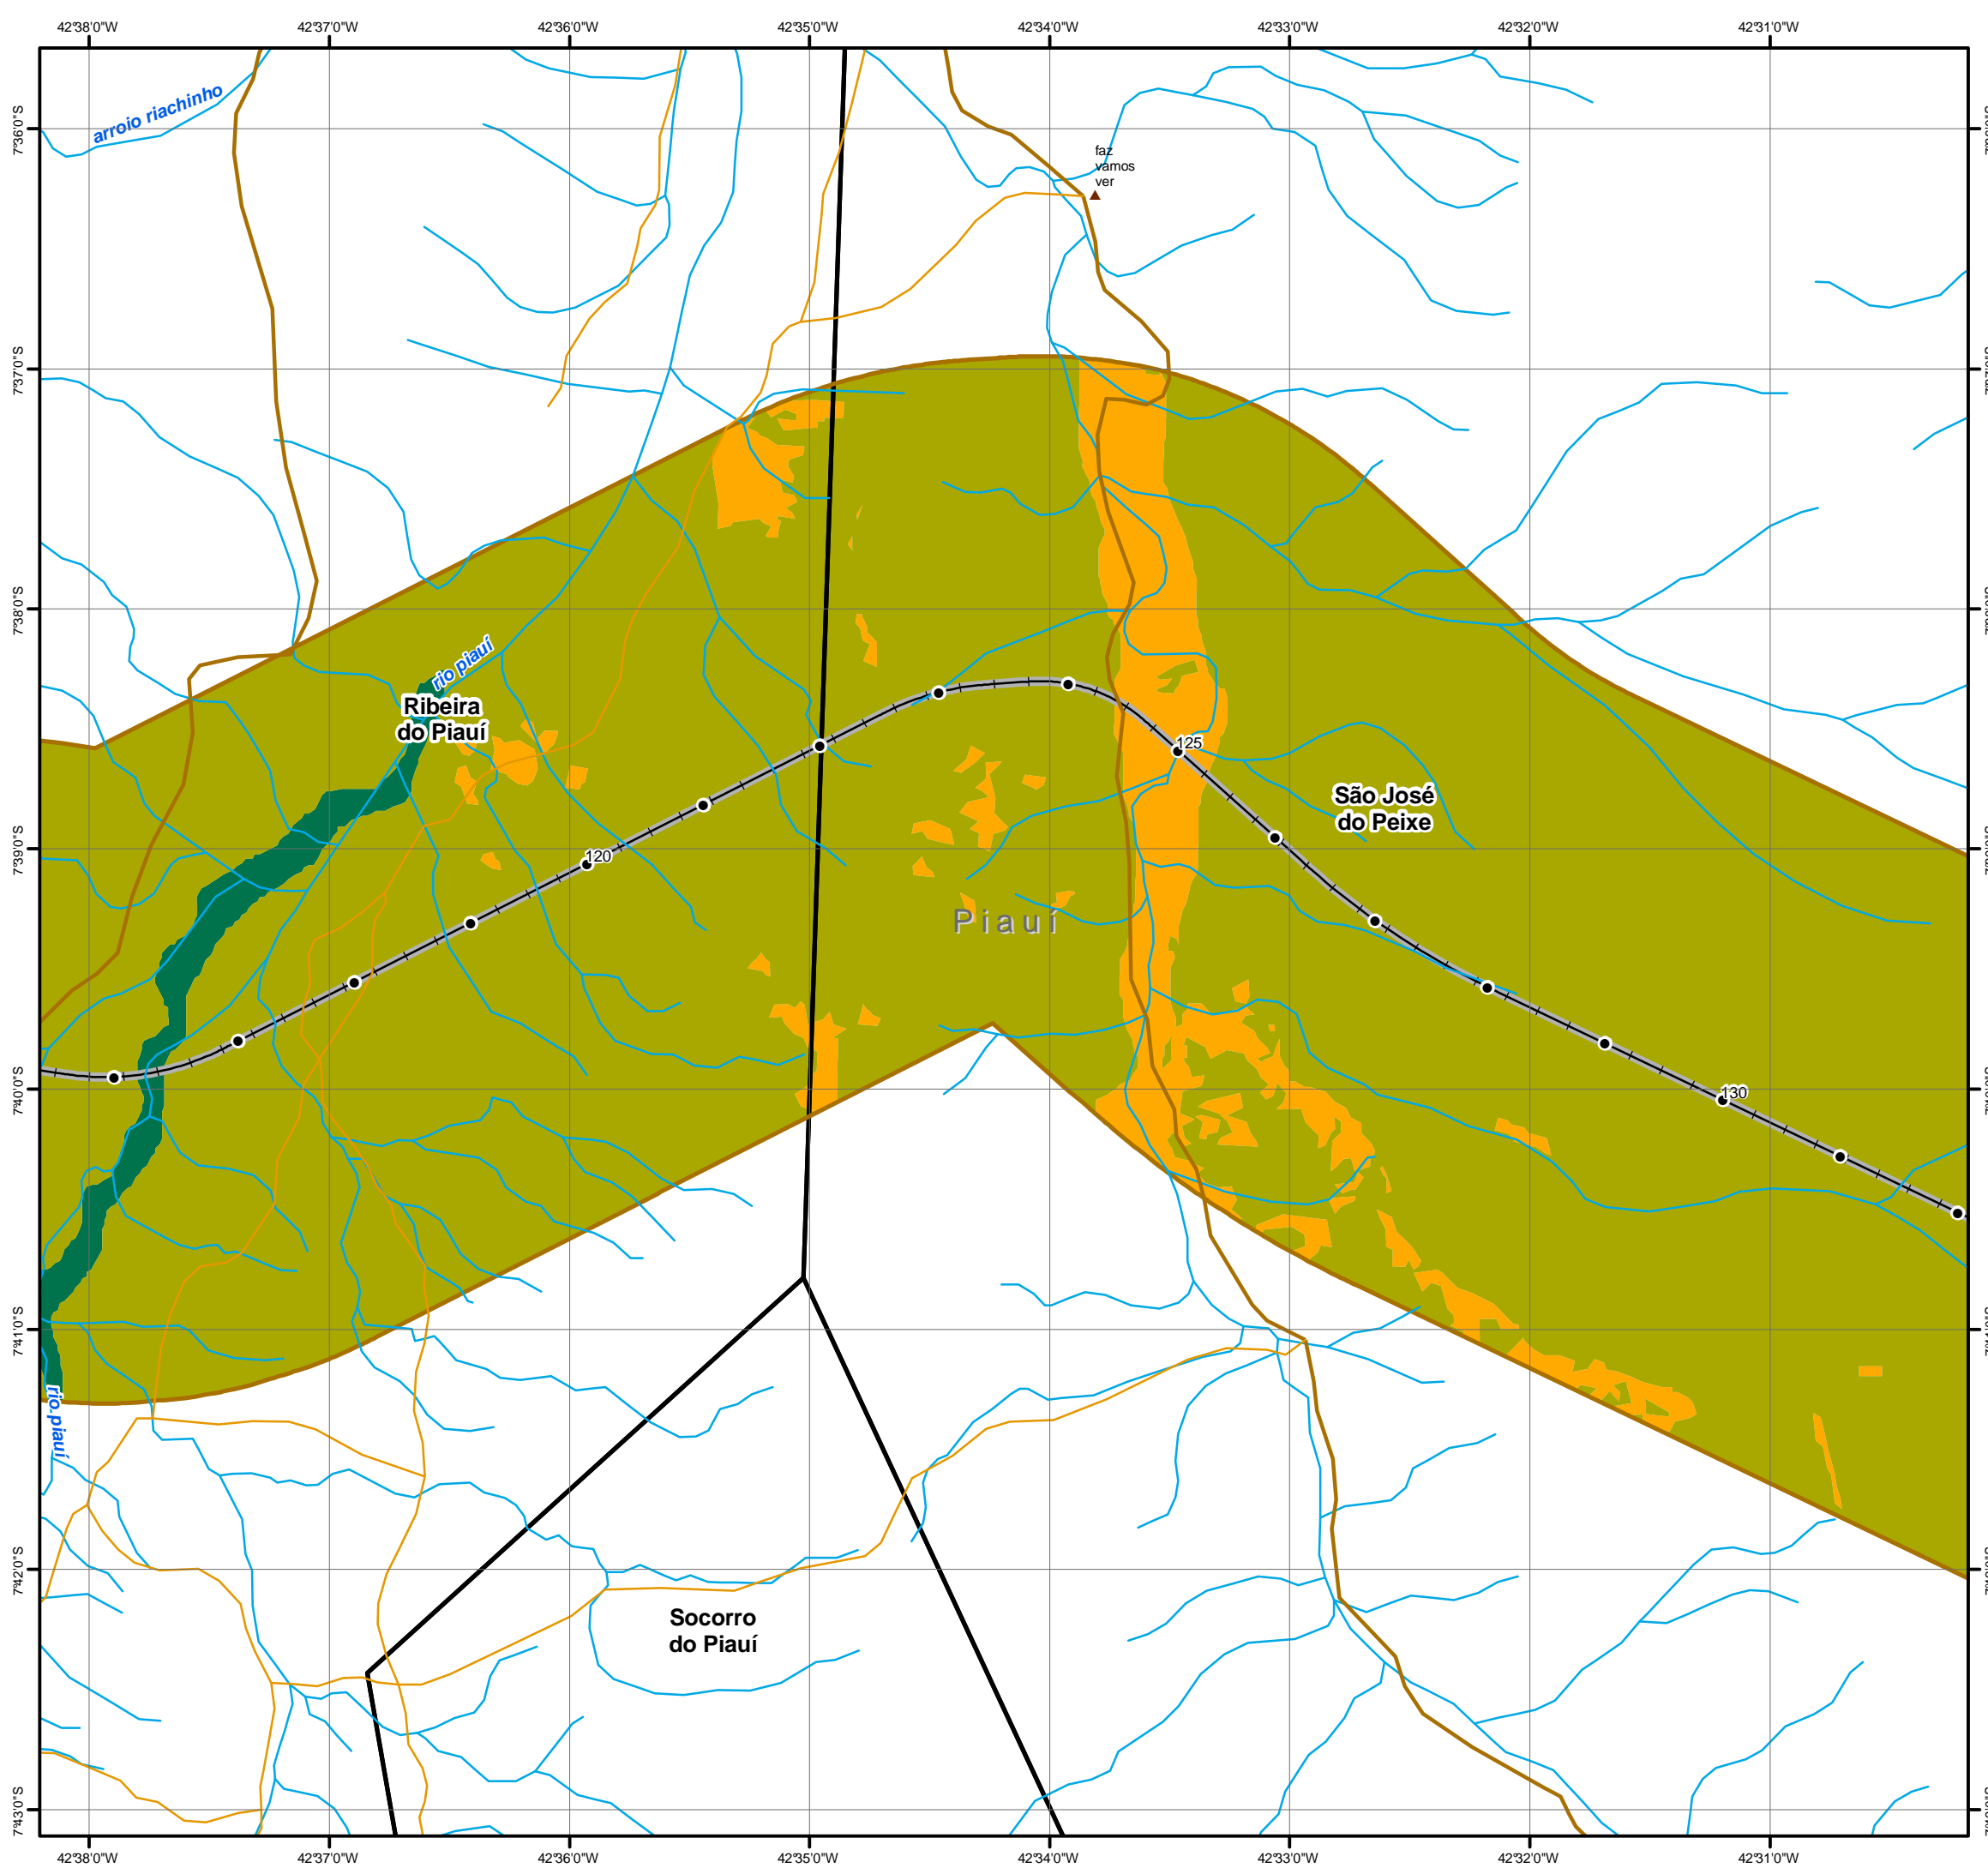 42°38'0"W 42°37'0"W 42°36'0"W 42°35'0"W 42°34'0"W 42°33'0"W 42°32'0"W 42°31'0"W
arroio riachinho
7°36'0"S
faz
vamos
ver
7°37'0"S
7°38'0"S
rio piauí
Ribeira
do Piauí
125
São José
do Peixe
7°39'0"S
120
Piauí
7°40'0"S
130
7°41'0"S
rio piauí
7°42'0"S
Socorro
do Piauí
7°43'0"S
42°38'0"W 42°37'0"W 42°36'0"W 42°35'0"W 42°34'0"W 42°33'0"W 42°32'0"W 42°31'0"W